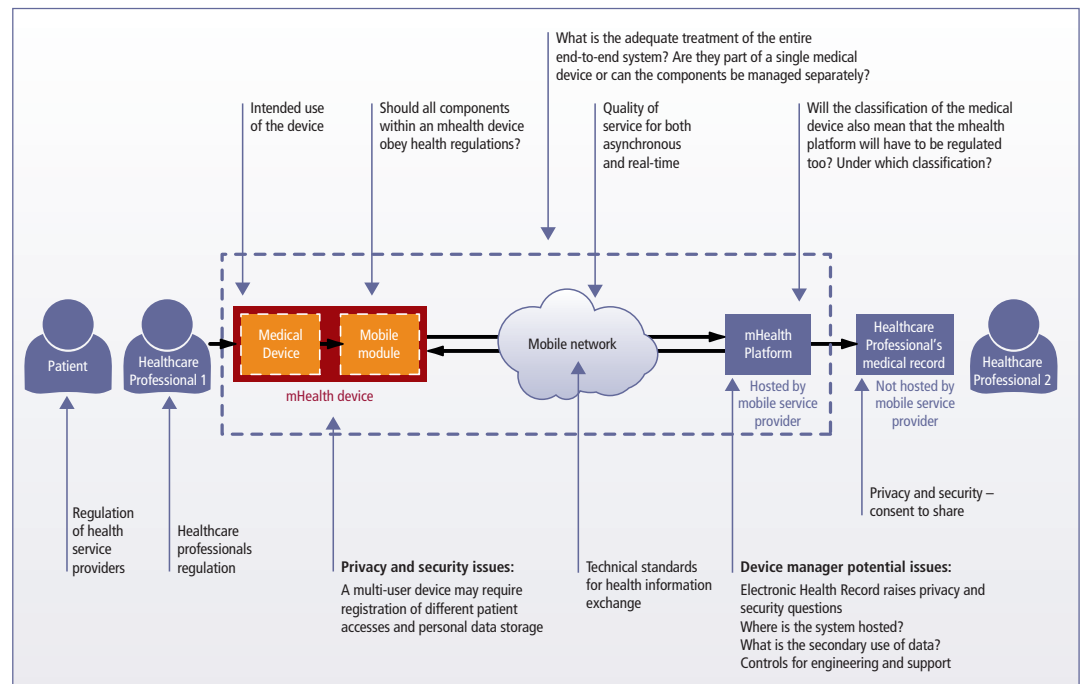 What is the adequate treatment of the entire
end-to-end system? Are they part of a single medical
device or can the components be managed separately?
Intended use
of the device
Should all components
within an mhealth device
obey health regulations?
Quality of
service for both
asynchronous
and real-time
Will the classification of the medical
device also mean that the mhealth
platform will have to be regulated
too? Under which classification?
Patient
Healthcare
Professional 1
Medical
Device
Mobile
module
mHealth device
Mobile network
mHealth
Platform
Hosted by
mobile service
provider
Healthcare
Professional's
medical record
Not hosted by
mobile service
provider
Healthcare
Professional 2
Regulation
of health
service
providers
Healthcare
professionals
regulation
Privacy and security issues:
A multi-user device may require
registration of different patient
accesses and personal data storage
Technical standards
for health information
exchange
Device manager potential issues:
Electronic Health Record raises privacy and
security questions
Where is the system hosted?
What is the secondary use of data?
Controls for engineering and support
Privacy and security –
consent to share